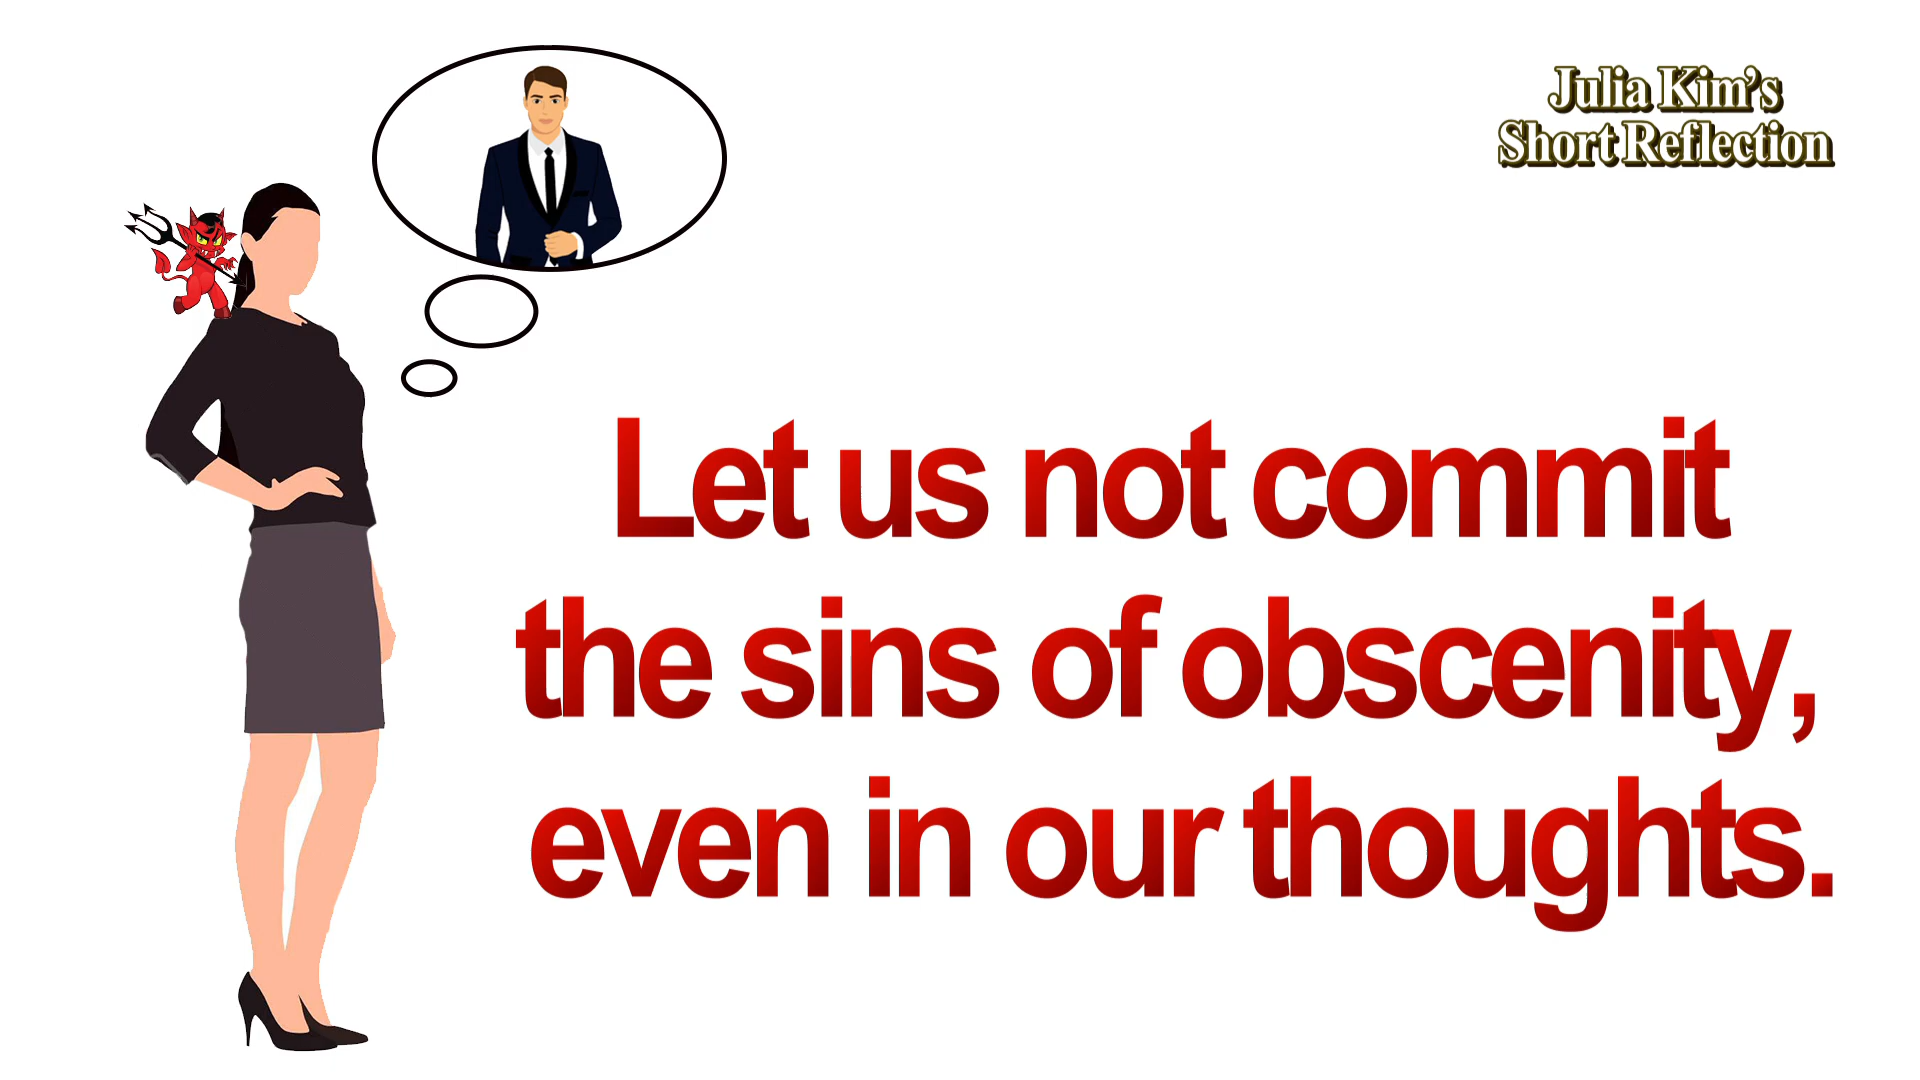 Julia Kim's
Short Reflection
Let us not commit
the sins of obscenity,
even in our thoughts.